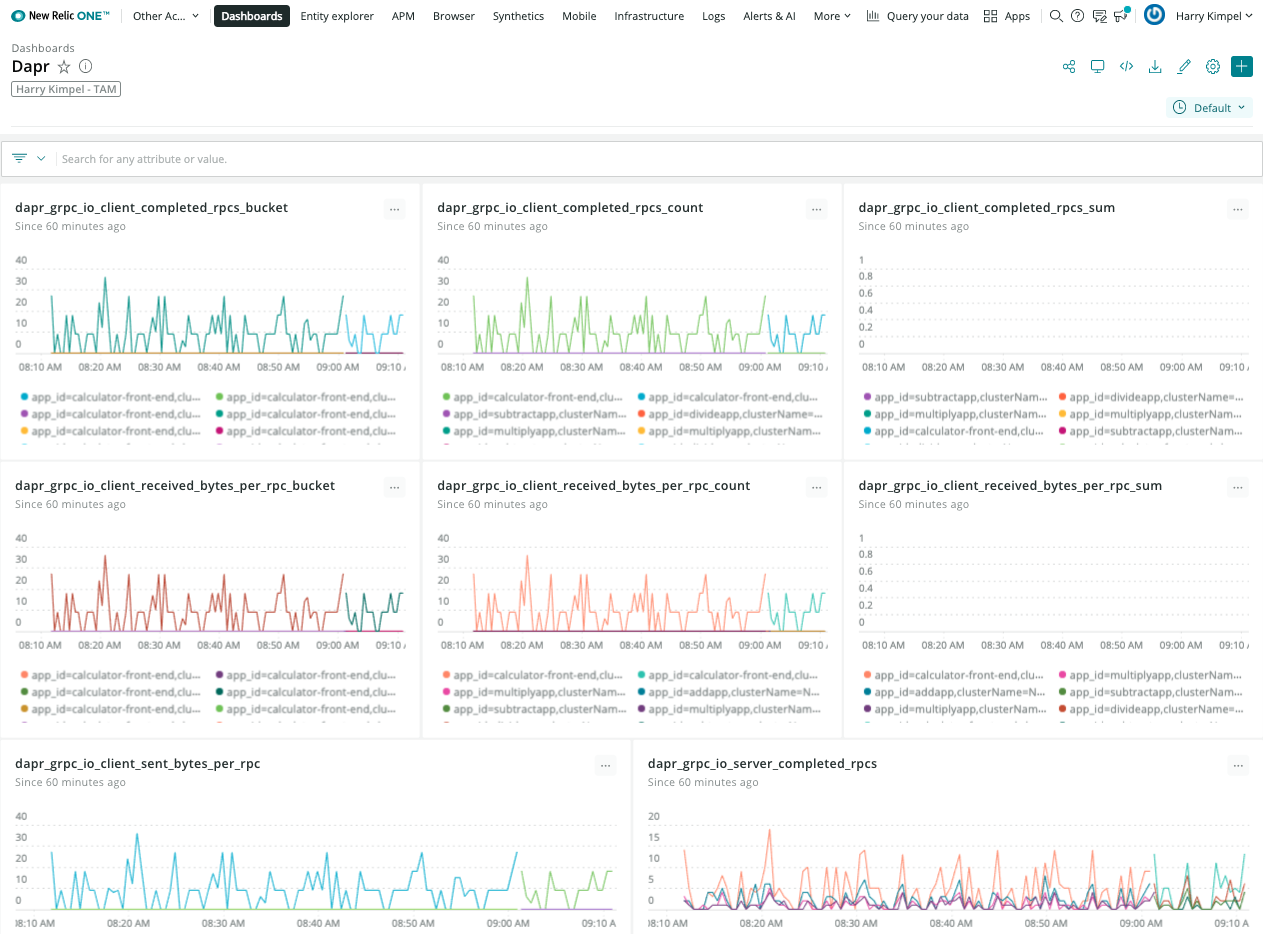 New Relic ONE™ Other Ac... Dashboards Entity explorer APM Browser Synthetics Mobile Infrastructure Logs Alerts & AI More Query your data Apps Harry Kimpel
Dashboards
Dapr
Harry Kimpel - TAM
Default
Search for any attribute or value.
dapr_grpc_io_client_completed_rpcs_bucket ...
Since 60 minutes ago
40
30
20
10
0
08:10 AM 08:20 AM 08:30 AM 08:40 AM 08:50 AM 09:00 AM 09:10
app_id=calculator-front-end,clu... app_id=calculator-front-end,clu...
app_id=calculator-front-end,clu... app_id=calculator-front-end,clu...
app_id=calculator-front-end,clu... app_id=calculator-front-end,clu...
dapr_grpc_io_client_completed_rpcs_count ...
Since 60 minutes ago
40
30
20
10
0
08:10 AM 08:20 AM 08:30 AM 08:40 AM 08:50 AM 09:00 AM 09:10
app_id=calculator-front-end,clu... app_id=calculator-front-end,clu...
app_id=subtractapp,clusterNam... app_id=divideapp,clusterName=...
app_id=multiplyapp,clusterNam... app_id=multiplyapp,clusterNam...
dapr_grpc_io_client_completed_rpcs_sum ...
Since 60 minutes ago
1
0.8
0.6
0.4
0.2
0
08:10 AM 08:20 AM 08:30 AM 08:40 AM 08:50 AM 09:00 AM 09:10
app_id=subtractapp,clusterNam... app_id=divideapp,clusterName=...
app_id=multiplyapp,clusterNam... app_id=multiplyapp,clusterNam...
app_id=calculator-front-end,clu... app_id=subtractapp,clusterNam...
dapr_grpc_io_client_received_bytes_per_rpc_bucket ...
Since 60 minutes ago
40
30
20
10
0
08:10 AM 08:20 AM 08:30 AM 08:40 AM 08:50 AM 09:00 AM 09:10
app_id=calculator-front-end,clu... app_id=calculator-front-end,clu...
app_id=calculator-front-end,clu... app_id=calculator-front-end,clu...
app_id=calculator-front-end,clu... app_id=calculator-front-end,clu...
dapr_grpc_io_client_received_bytes_per_rpc_count ...
Since 60 minutes ago
40
30
20
10
0
08:10 AM 08:20 AM 08:30 AM 08:40 AM 08:50 AM 09:00 AM 09:10
app_id=calculator-front-end,clu... app_id=calculator-front-end,clu...
app_id=multiplyapp,clusterNam... app_id=addapp,clusterName=N...
app_id=subtractapp,clusterNam... app_id=multiplyapp,clusterNam...
dapr_grpc_io_client_received_bytes_per_rpc_sum ...
Since 60 minutes ago
1
0.8
0.6
0.4
0.2
0
08:10 AM 08:20 AM 08:30 AM 08:40 AM 08:50 AM 09:00 AM 09:10
app_id=calculator-front-end,clu... app_id=multiplyapp,clusterNam...
app_id=addapp,clusterName=N... app_id=subtractapp,clusterNam...
app_id=multiplyapp,clusterNam... app_id=divideapp,clusterName=...
dapr_grpc_io_client_sent_bytes_per_rpc ...
Since 60 minutes ago
40
30
20
10
0
8:10 AM 08:20 AM 08:30 AM 08:40 AM 08:50 AM 09:00 AM 09:10 A
dapr_grpc_io_server_completed_rpcs ...
Since 60 minutes ago
20
15
10
5
0
8:10 AM 08:20 AM 08:30 AM 08:40 AM 08:50 AM 09:00 AM 09:10 A